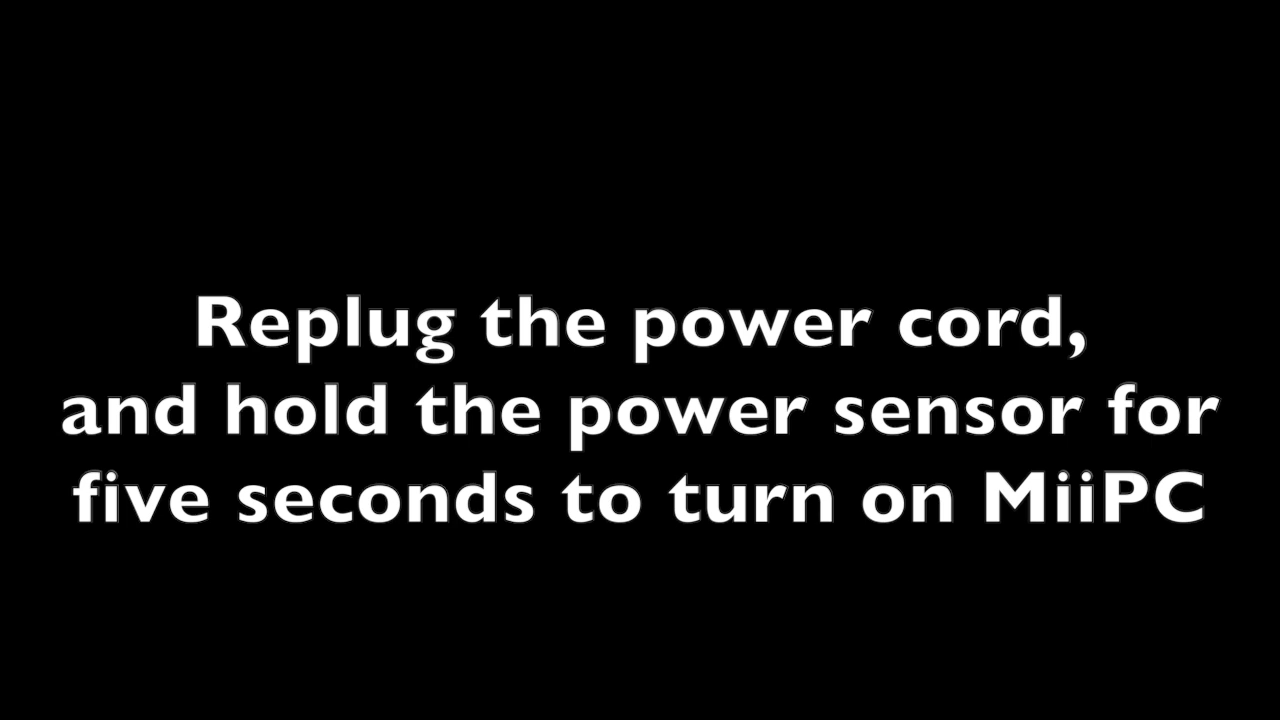 Replug the power cord,
and hold the power sensor for
five seconds to turn on MiiPC